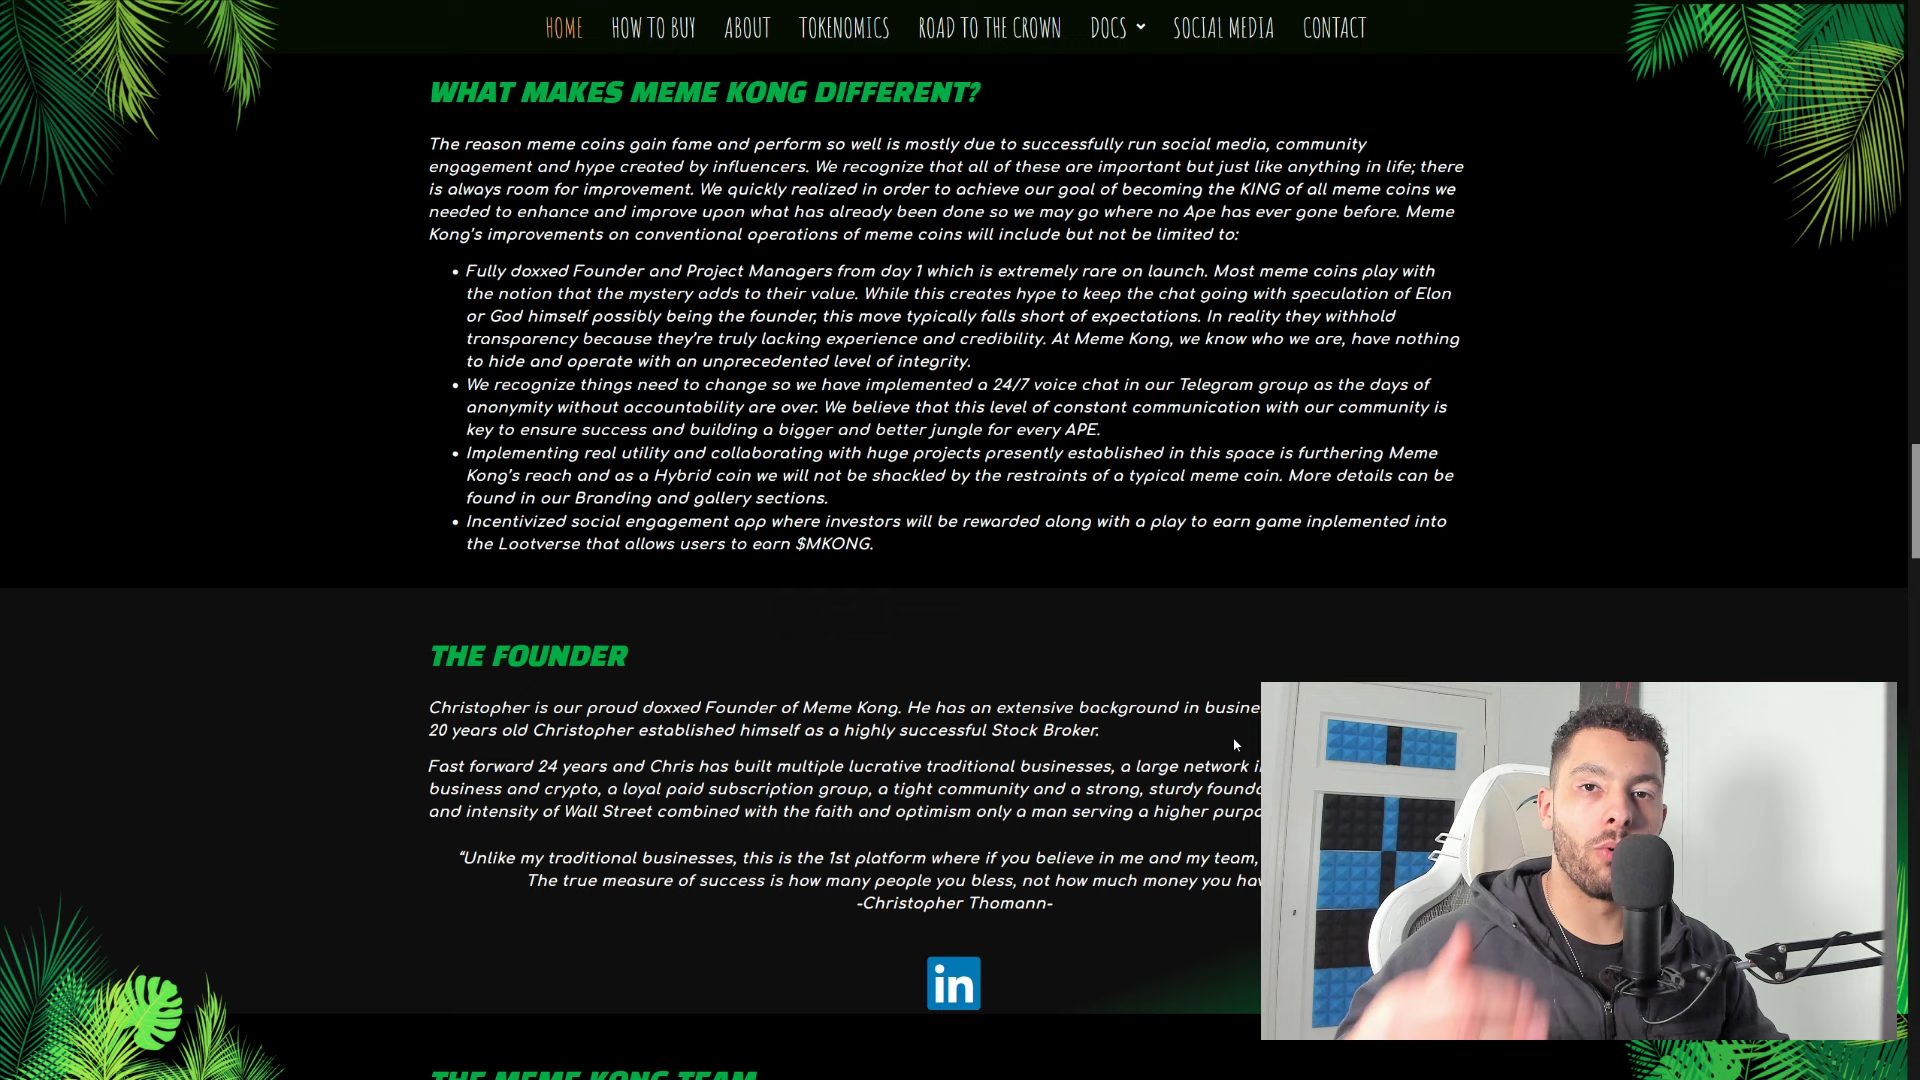 HOME HOW TO BUY ABOUT TOKENOMICS ROAD TO THE CROWN DOCS SOCIAL MEDIA CONTACT
WHAT MAKES MEME KONG DIFFERENT?
The reason meme coins gain fame and perform so well is mostly due to successfully run social media, community
engagement and hype created by influencers. We recognize that all of these are important but just like anything in life; there
is always room for improvement. We quickly realized in order to achieve our goal of becoming the KING of all meme coins we
needed to enhance and improve upon what has already been done so we may go where no Ape has ever gone before. Meme
Kong's improvements on conventional operations of meme coins will include but not be limited to:
• Fully doxxed Founder and Project Managers from day 1 which is extremely rare on launch. Most meme coins play with
the notion that the mystery adds to their value. While this creates hype to keep the chat going with speculation of Elon
or God himself possibly being the founder, this move typically falls short of expectations. In reality they withhold
transparency because they're truly lacking experience and credibility. At Meme Kong, we know who we are, have nothing
to hide and operate with an unprecedented level of integrity.
• We recognize things need to change so we have implemented a 24/7 voice chat in our Telegram group as the days of
anonymity without accountability are over. We believe that this level of constant communication with our community is
key to ensure success and building a bigger and better jungle for every APE.
• Implementing real utility and collaborating with huge projects presently established in this space is furthering Meme
Kong's reach and as a Hybrid coin we will not be shackled by the restraints of a typical meme coin. More details can be
found in our Branding and gallery sections.
• Incentivized social engagement app where investors will be rewarded along with a play to earn game inplemented into
the Lootverse that allows users to earn $MKONG.
THE FOUNDER
Christopher is our proud doxxed Founder of Meme Kong. He has an extensive background in
20 years old Christopher established himself as a highly successful Stock Broker.
Fast forward 24 years and Chris has built multiple lucrative traditional businesses, a large network
business and crypto, a loyal paid subscription group, a tight community and a strong, sturdy
and intensity of Wall Street combined with the faith and optimism only a man serving a higher
"Unlike my traditional businesses, this is the 1st platform where if you believe in me and my team,
The true measure of success is how many people you bless, not how much money you
-Christopher Thomann-
in
THE MEME KONG TEAM